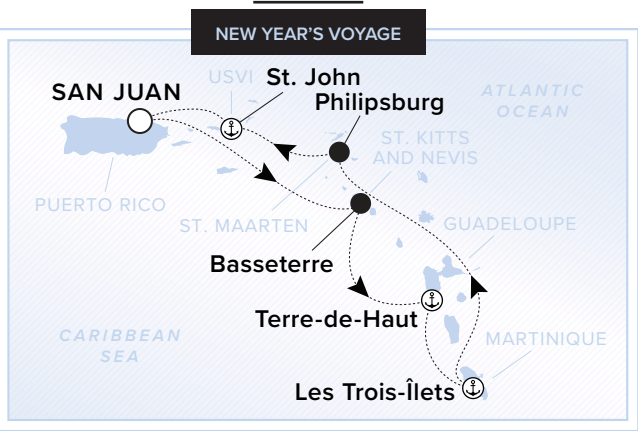 NEW YEAR'S VOYAGE
USVI
St. John
SAN JUAN
Philipsburg
ATLANTIC
OCEAN
ST. KITTS
AND NEVIS
PUERTO RICO
ST. MAARTEN
GUADELOUPE
Basseterre
Terre-de-Haut
CARIBBEAN
SEA
MARTINIQUE
Les Trois-Îlets